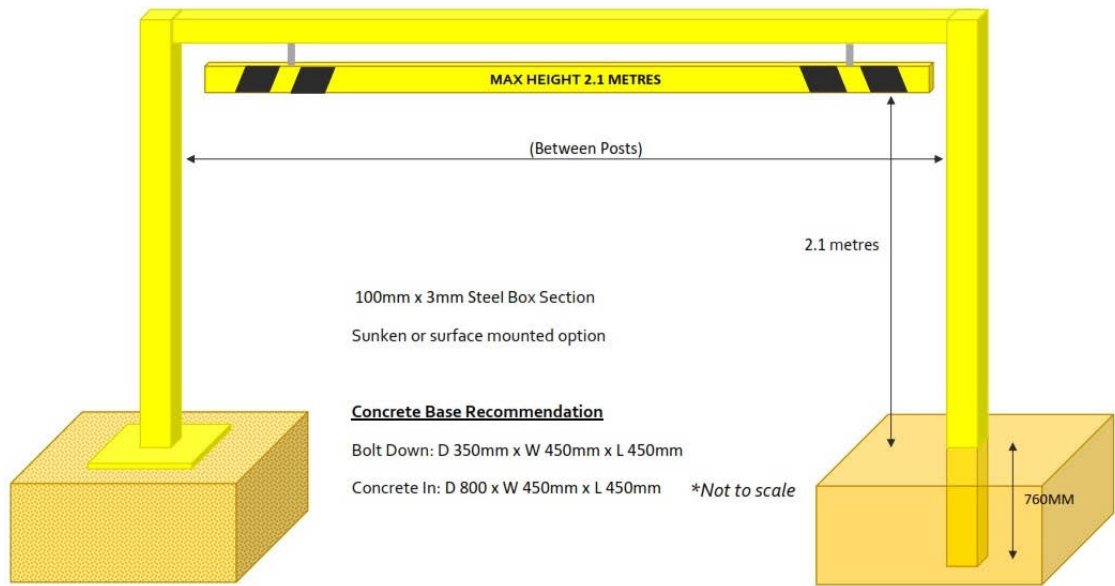 MAX HEIGHT 2.1 METRES
(Between Posts)
2.1 metres
100mm x 3mm Steel Box Section
Sunken or surface mounted option
Concrete Base Recommendation
Bolt Down: D 350mm x W 450mm x L 450mm
Concrete In: D 800 x W 450mm x L 450mm
*Not to scale
760MM